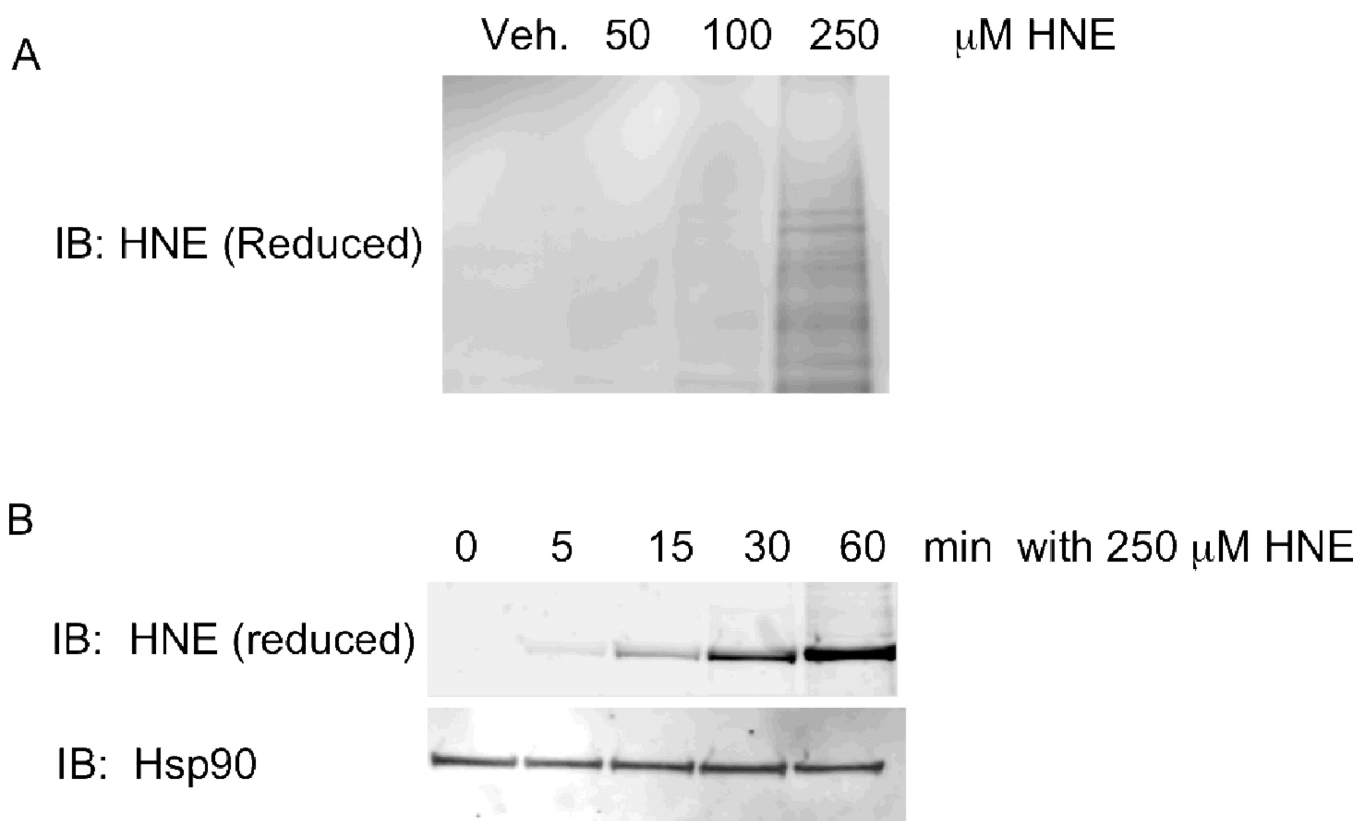 A
Veh. 50 100 250 μM HNE
IB: HNE (Reduced)
B
0 5 15 30 60 min with 250 μM HNE
IB: HNE (reduced)
IB: Hsp90